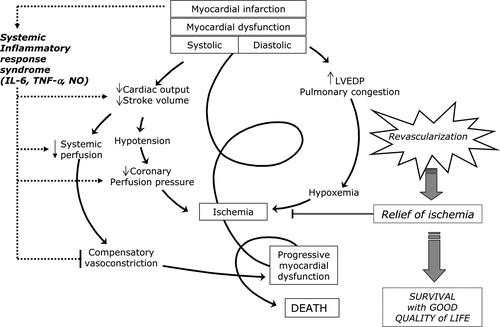 Myocardial infarction
Myocardial dysfunction
Systolic
Diastolic
Systemic
Inflammatory
response
syndrome
(IL-6, TNF-α, NO)
↓Cardiac output
↓Stroke volume
↑ LVEDP
Pulmonary congestion
Revascularization
↓ Systemic
perfusion
Hypotension
↓Coronary
Perfusion pressure
Hypoxemia
Ischemia
Relief of ischemia
Compensatory
vasoconstriction
Progressive
myocardial
dysfunction
DEATH
SURVIVAL
with GOOD
QUALITY of LIFE